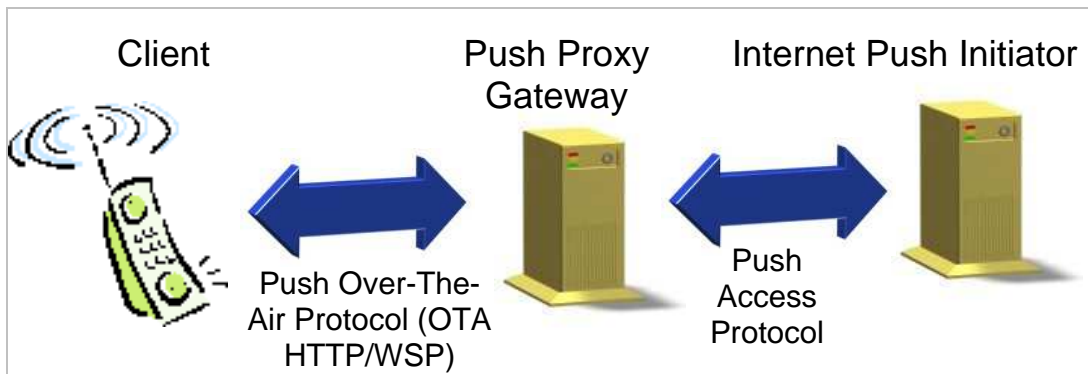 Client
Push Proxy
Gateway
Internet Push Initiator
Push Over-The-
Air Protocol (OTA
HTTP/WSP)
Push
Access
Protocol